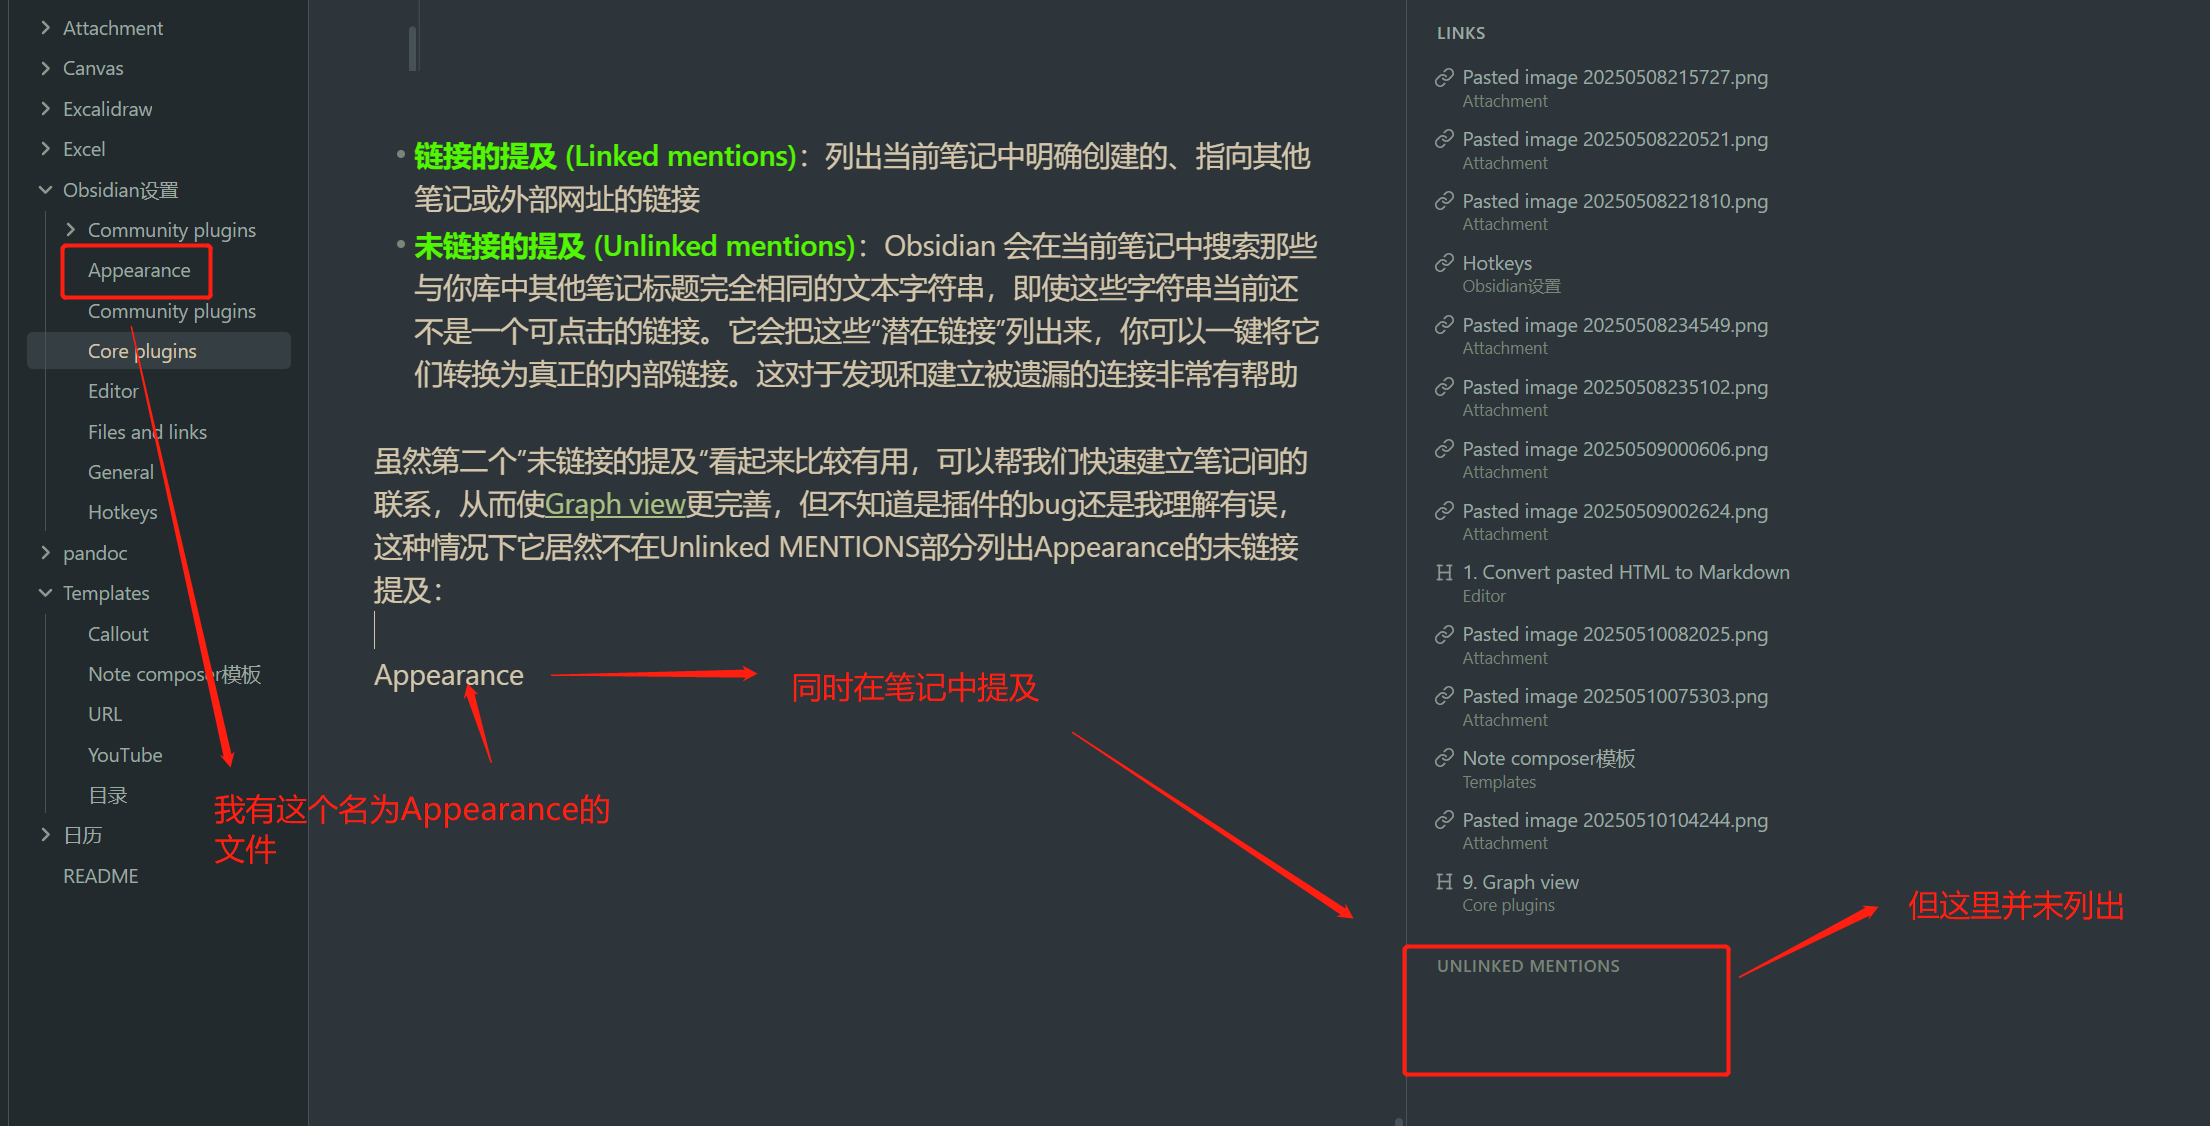 Attachment
Canvas
Excalidraw
Excel
Obsidian设置
Community plugins
Appearance
Community plugins
Core plugins
Editor
Files and links
General
Hotkeys
pandoc
Templates
Callout
Note composer模板
URL
YouTube
目录
日历
README
链接的提及 (Linked mentions)：列出当前笔记中明确创建的、指向其他
笔记或外部网址的链接
未链接的提及 (Unlinked mentions)：Obsidian 会在当前笔记中搜索那些
与你库中其他笔记标题完全相同的文本字符串，即使这些字符串当前还
不是一个可点击的链接。它会把这些“潜在链接”列出来，你可以一键将它
们转换为真正的内部链接。这对于发现和建立被遗漏的连接非常有帮助
虽然第二个”未链接的提及“看起来比较有用，可以帮我们快速建立笔记间的
联系，从而使Graph view更完善，但不知道是插件的bug还是我理解有误，
这种情况下它居然不在Unlinked MENTIONS部分列出Appearance的未链接
提及：
Appearance
同时在笔记中提及
我有这个名为Appearance的
文件
LINKS
Pasted image 20250508215727.png
Attachment
Pasted image 20250508220521.png
Attachment
Pasted image 20250508221810.png
Attachment
Hotkeys
Obsidian设置
Pasted image 20250508234549.png
Attachment
Pasted image 20250508235102.png
Attachment
Pasted image 20250509000606.png
Attachment
Pasted image 20250509002624.png
Attachment
1. Convert pasted HTML to Markdown
Editor
Pasted image 20250510082025.png
Attachment
Pasted image 20250510075303.png
Attachment
Note composer模板
Templates
Pasted image 20250510104244.png
Attachment
9. Graph view
Core plugins
但这里并未列出
UNLINKED MENTIONS